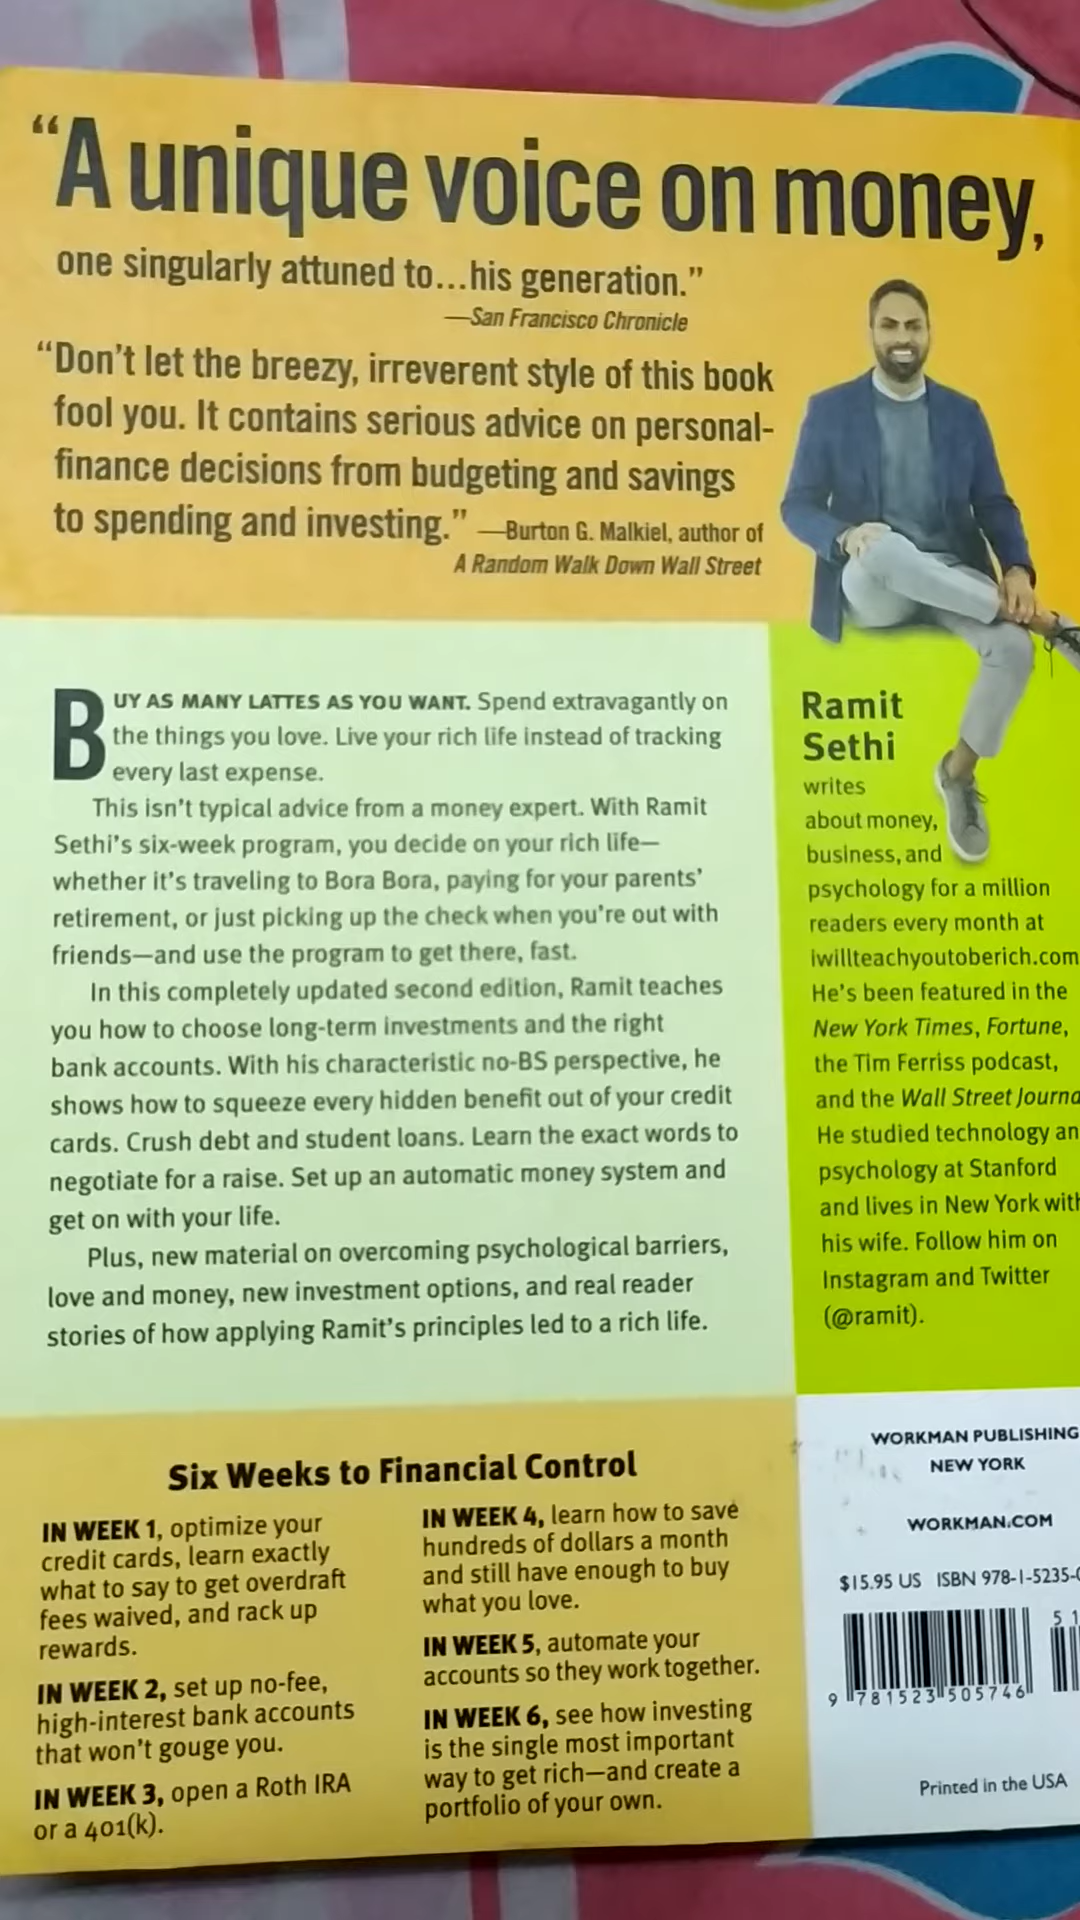 “A unique voice on money,
one singularly attuned to...his generation.”
—San Francisco Chronicle
“Don’t let the breezy, irreverent style of this book
fool you. It contains serious advice on personal-
finance decisions from budgeting and savings
to spending and investing.” —Burton G. Malkiel, author of
A Random Walk Down Wall Street
BUY AS MANY LATTES AS YOU WANT. Spend extravagantly on
the things you love. Live your rich life instead of tracking
every last expense.
This isn’t typical advice from a money expert. With Ramit
Sethi’s six-week program, you decide on your rich life—
whether it’s traveling to Bora Bora, paying for your parents’
retirement, or just picking up the check when you’re out with
friends—and use the program to get there, fast.
In this completely updated second edition, Ramit teaches
you how to choose long-term investments and the right
bank accounts. With his characteristic no-BS perspective, he
shows how to squeeze every hidden benefit out of your credit
cards. Crush debt and student loans. Learn the exact words to
negotiate for a raise. Set up an automatic money system and
get on with your life.
Plus, new material on overcoming psychological barriers,
love and money, new investment options, and real reader
stories of how applying Ramit’s principles led to a rich life.
Ramit
Sethi
writes
about money,
business, and
psychology for a million
readers every month at
iwillteachyoutoberich.com
He’s been featured in the
New York Times, Fortune,
the Tim Ferriss podcast,
and the Wall Street Journa
He studied technology an
psychology at Stanford
and lives in New York with
his wife. Follow him on
Instagram and Twitter
(@ramit).
Six Weeks to Financial Control
IN WEEK 1, optimize your
credit cards, learn exactly
what to say to get overdraft
fees waived, and rack up
rewards.
IN WEEK 2, set up no-fee,
high-interest bank accounts
that won’t gouge you.
IN WEEK 3, open a Roth IRA
or a 401(k).
IN WEEK 4, learn how to save
hundreds of dollars a month
and still have enough to buy
what you love.
IN WEEK 5, automate your
accounts so they work together.
IN WEEK 6, see how investing
is the single most important
way to get rich—and create a
portfolio of your own.
WORKMAN PUBLISHING
NEW YORK
WORKMAN.COM
$15.95 US ISBN 978-1-5235-0
5 1
9 781523 505746
Printed in the USA